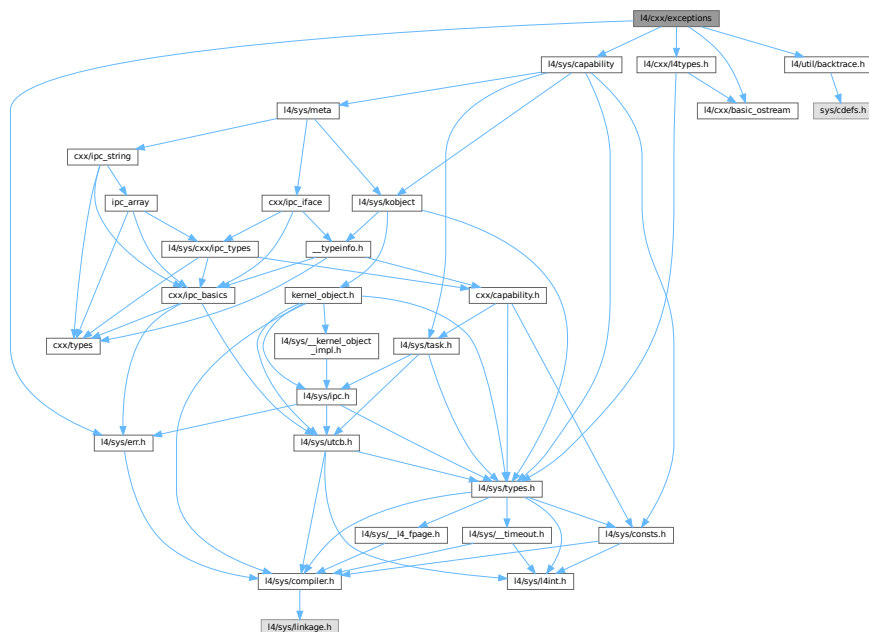 l4/cxx/exceptions
l4/sys/capability
l4/cxx/l4types.h
l4/util/backtrace.h
l4/sys/meta
l4/cxx/basic_ostream
sys/cdefs.h
cxx/ipc_string
ipc_array
cxx/ipc_iface
l4/sys/kobject
l4/sys/cxx/ipc_types
__typeinfo.h
cxx/ipc_basics
kernel_object.h
cxx/capability.h
cxx/types
l4/sys/__kernel_object
_impl.h
l4/sys/task.h
l4/sys/ipc.h
l4/sys/err.h
l4/sys/utcb.h
l4/sys/types.h
l4/sys/__l4_fpage.h
l4/sys/__timeout.h
l4/sys/consts.h
l4/sys/compiler.h
l4/sys/l4int.h
l4/sys/linkage.h